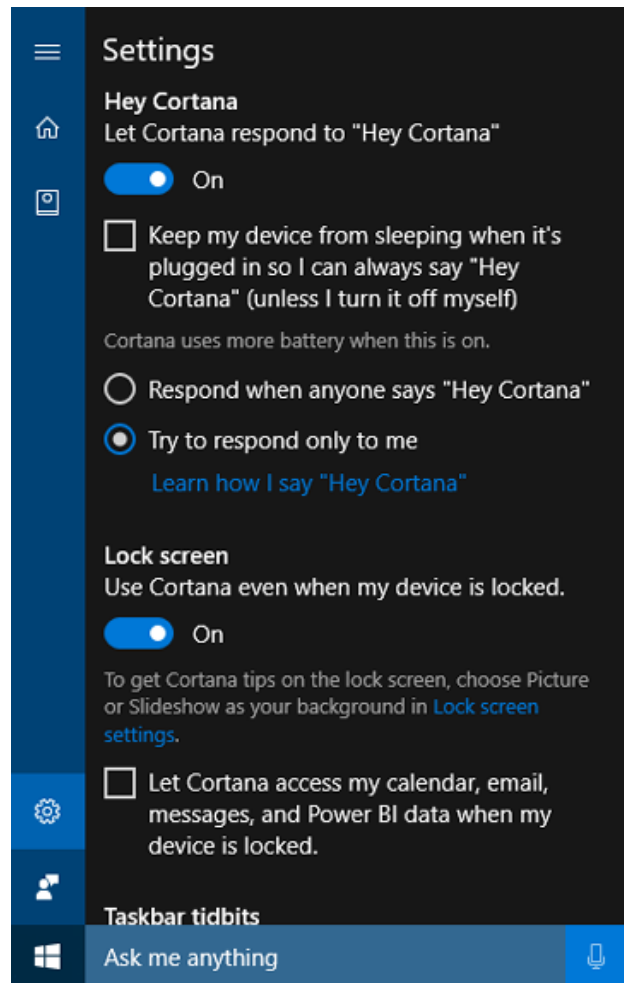 Settings
Hey Cortana
Let Cortana respond to "Hey Cortana"
On
Keep my device from sleeping when it's
plugged in so I can always say "Hey
Cortana" (unless I turn it off myself)
Cortana uses more battery when this is on.
Respond when anyone says "Hey Cortana"
Try to respond only to me
Learn how I say "Hey Cortana"
Lock screen
Use Cortana even when my device is locked.
On
To get Cortana tips on the lock screen, choose Picture
or Slideshow as your background in Lock screen
settings.
Let Cortana access my calendar, email,
messages, and Power BI data when my
device is locked.
Taskbar tidbits
Ask me anything